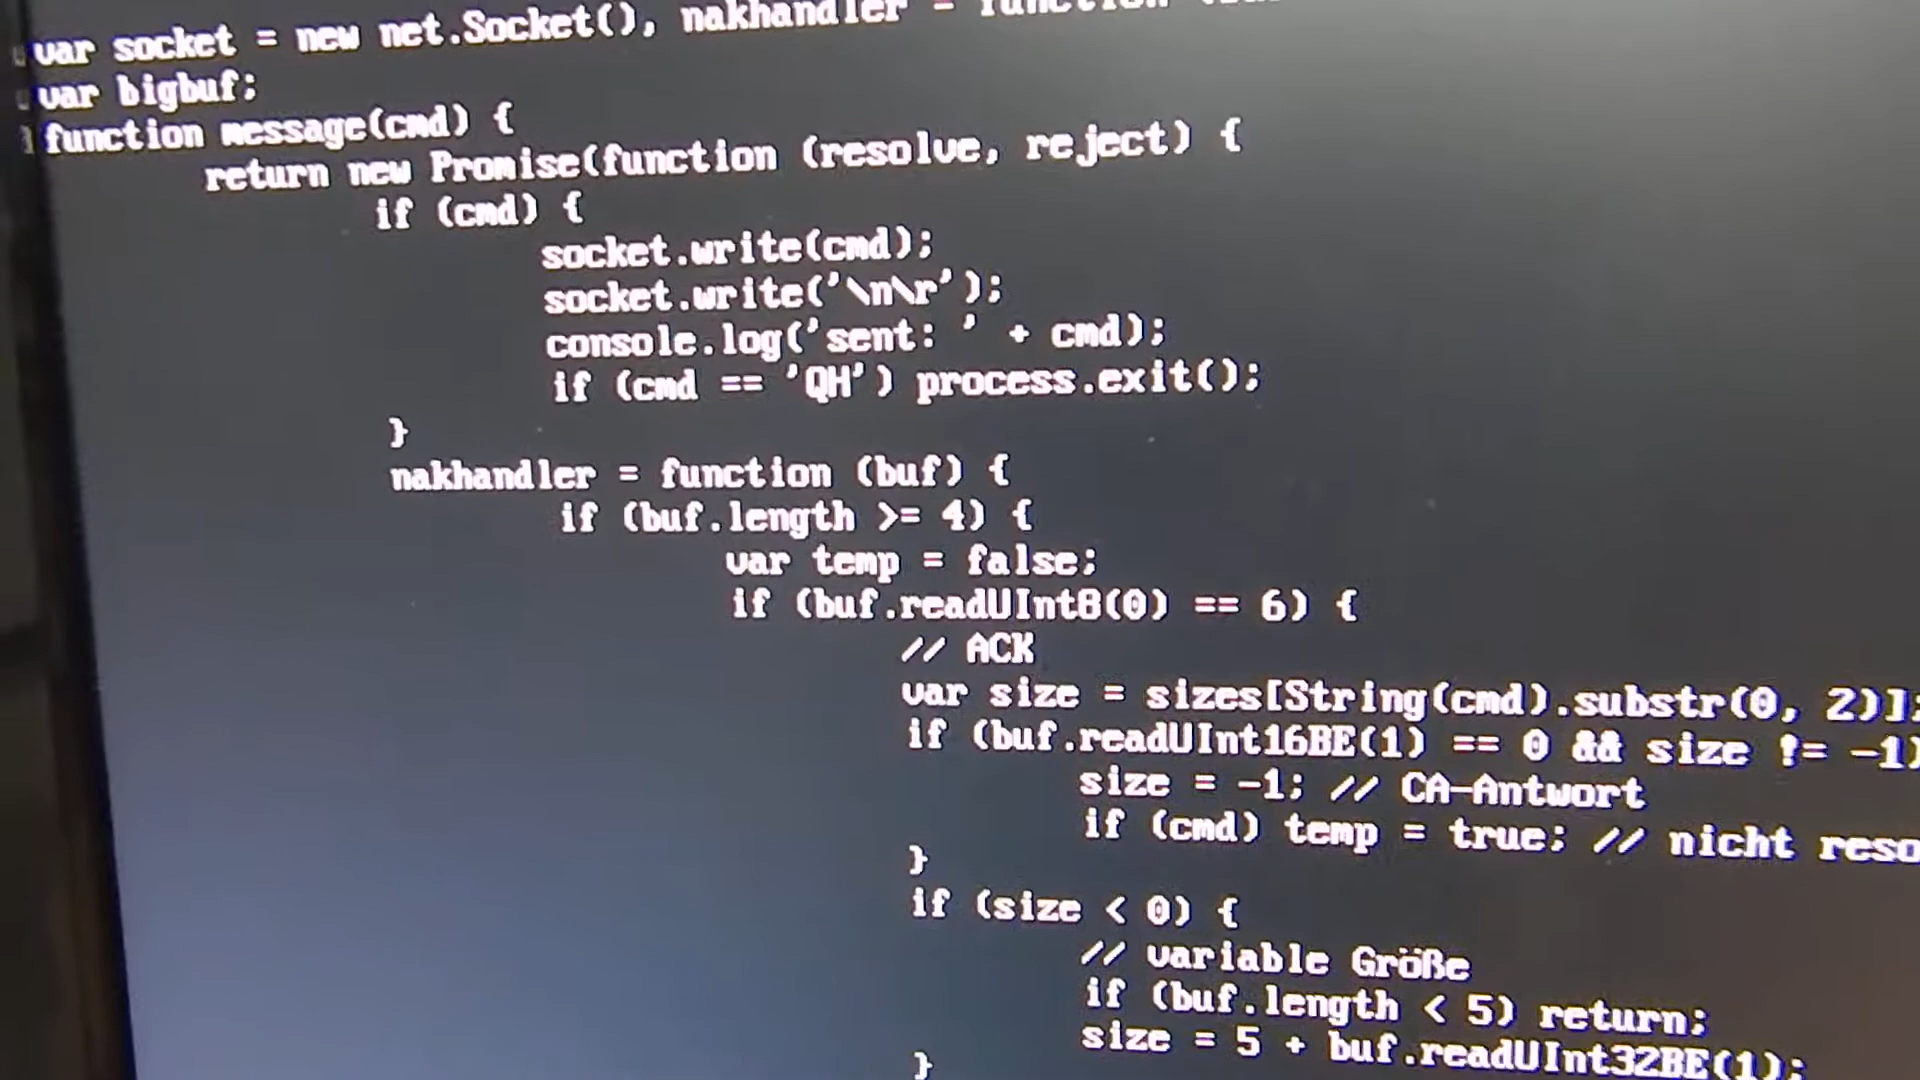 var socket = new net.Socket(), nakhandler = function
var bigbuf;
function message(cmd) {
return new Promise(function (resolve, reject) {
if (cmd) {
socket.write(cmd);
socket.write('\n\r');
console.log('sent: ' + cmd);
if (cmd == 'QH') process.exit();
}
nakhandler = function (buf) {
if (buf.length >= 4) {
var temp = false;
if (buf.readUInt8(0) == 6) {
// ACK
var size = sizes[String(cmd).substr(0, 2)];
if (buf.readUInt16BE(1) == 0 && size != -1)
size = -1; // CA-Antwort
if (cmd) temp = true; // nicht reso
}
if (size < 0) {
// variable Größe
if (buf.length < 5) return;
size = 5 + buf.readUInt32BE(1);
}